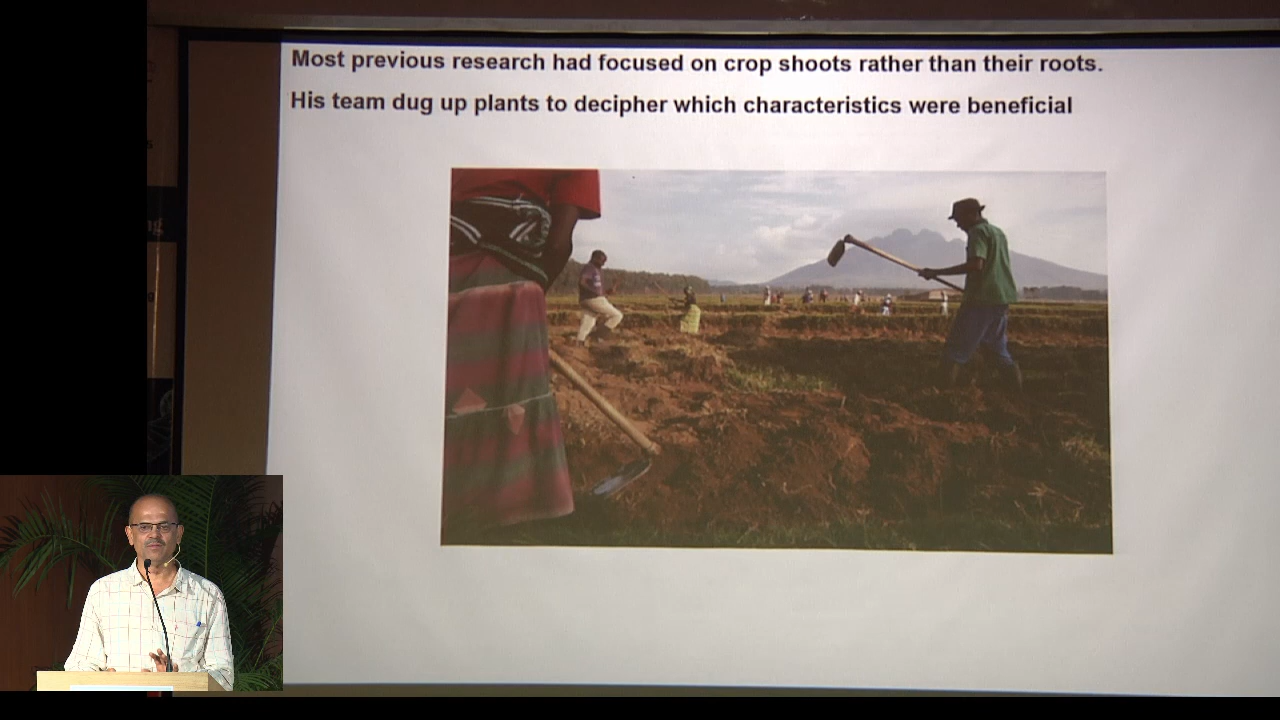 Most previous research had focused on crop shoots rather than their roots.
His team dug up plants to decipher which characteristics were beneficial